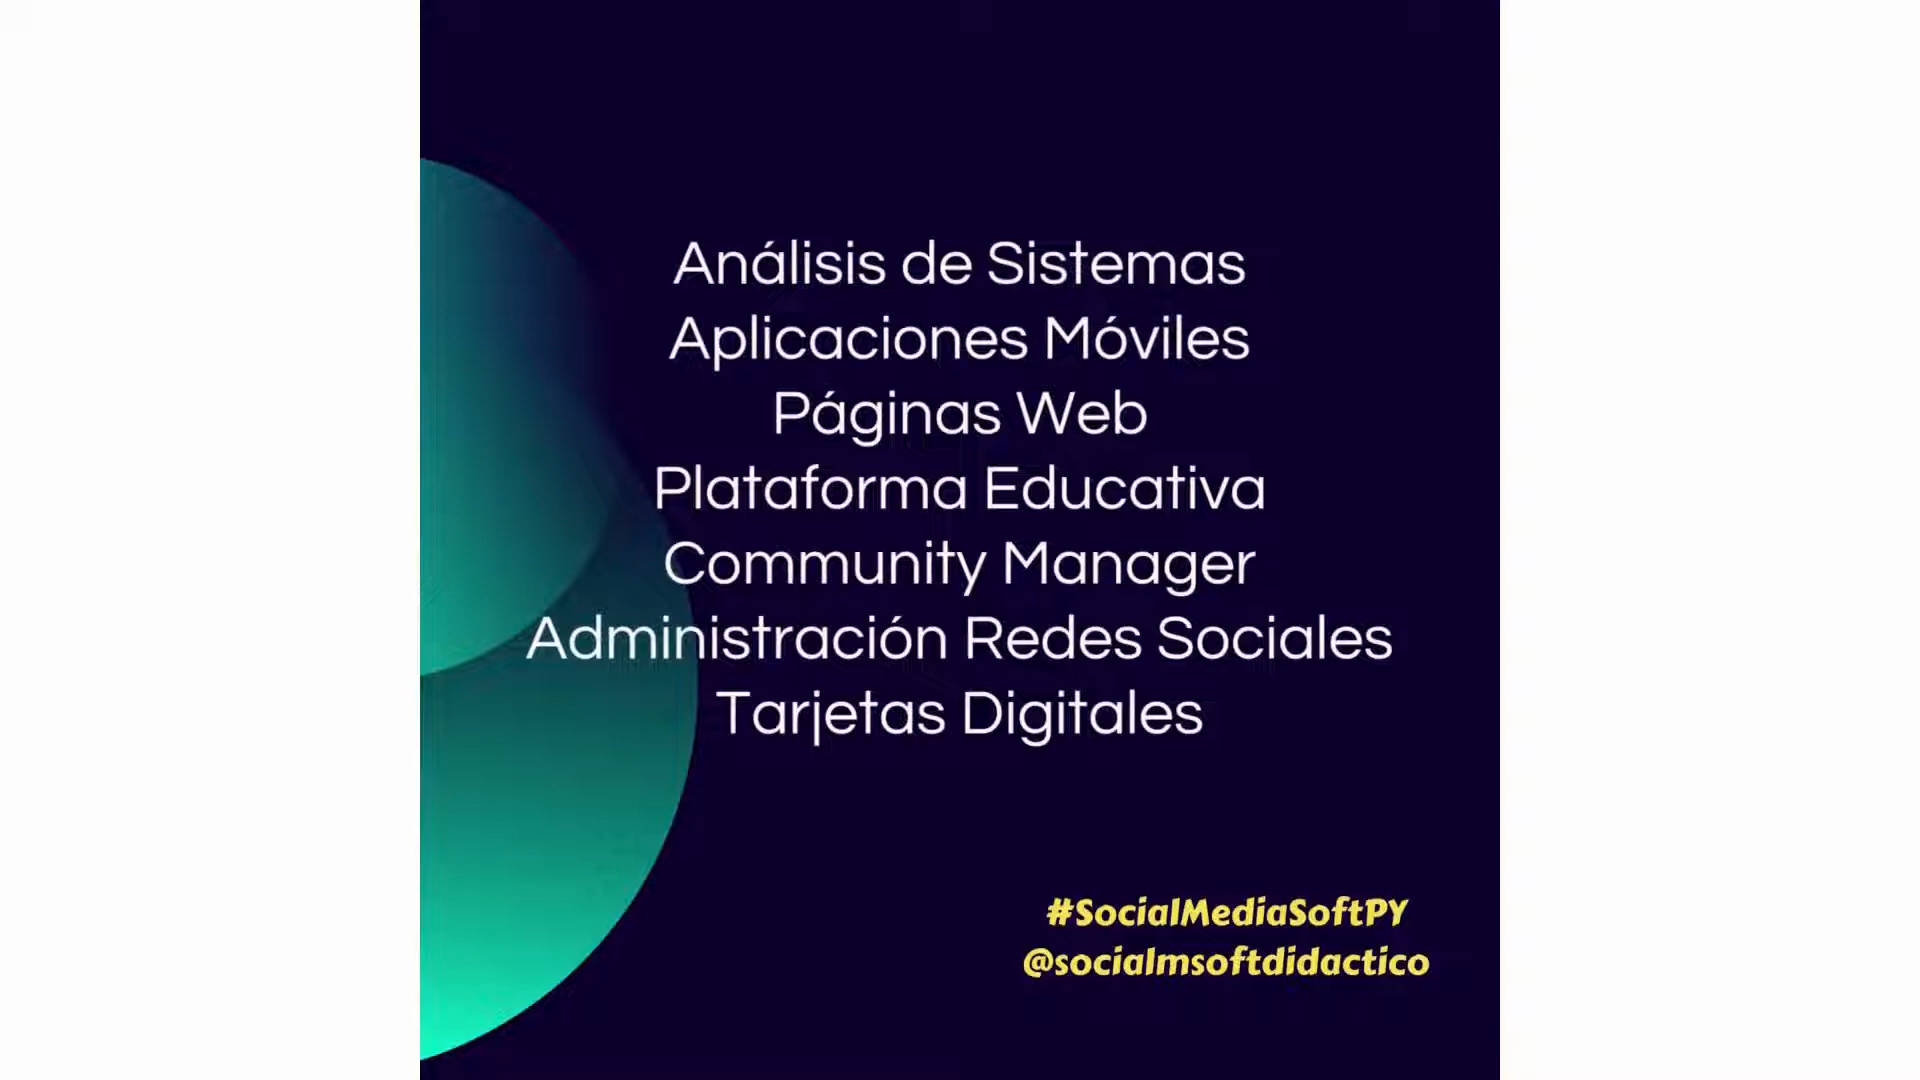 Análisis de Sistemas
Aplicaciones Móviles
Páginas Web
Plataforma Educativa
Community Manager
Administración Redes Sociales
Tarjetas Digitales
#SocialMediaSoftPY
@socialmsoftdidactico